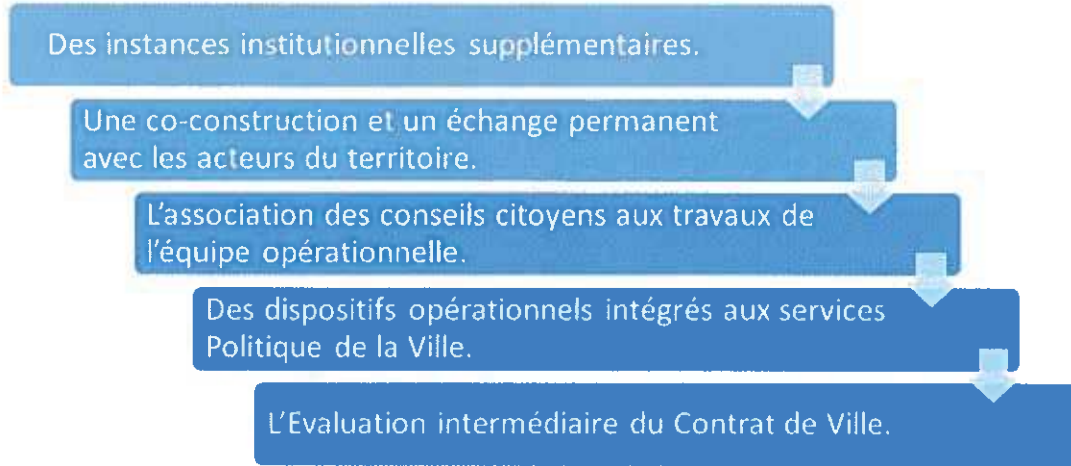 Des instances institutionnelles supplémentaires.
Une co-construction et un échange permanent
avec les acteurs du territoire.
L'association des conseils citoyens aux travaux de
l'équipe opérationnelle.
Des dispositifs opérationnels intégrés aux services
Politique de la Ville.
L'Evaluation intermédiaire du Contrat de Ville.